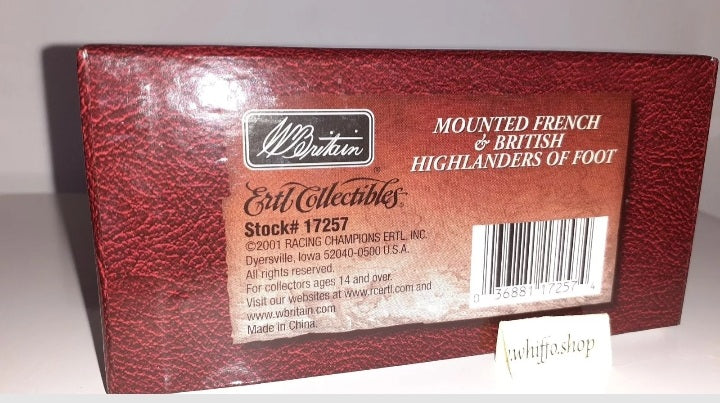 WBritain
®
MOUNTED FRENCH
& BRITISH
HIGHLANDERS OF FOOT
Ertl Collectibles
Stock# 17257
©2001 RACING CHAMPIONS ERTL, INC.
Dyersville, Iowa 52040-0500 U.S.A.
All rights reserved.
For collectors ages 14 and over.
Visit our websites at www.rcertl.com and
www.wbritain.com
Made in China.
0 36881 17257 4
whiffo.shop